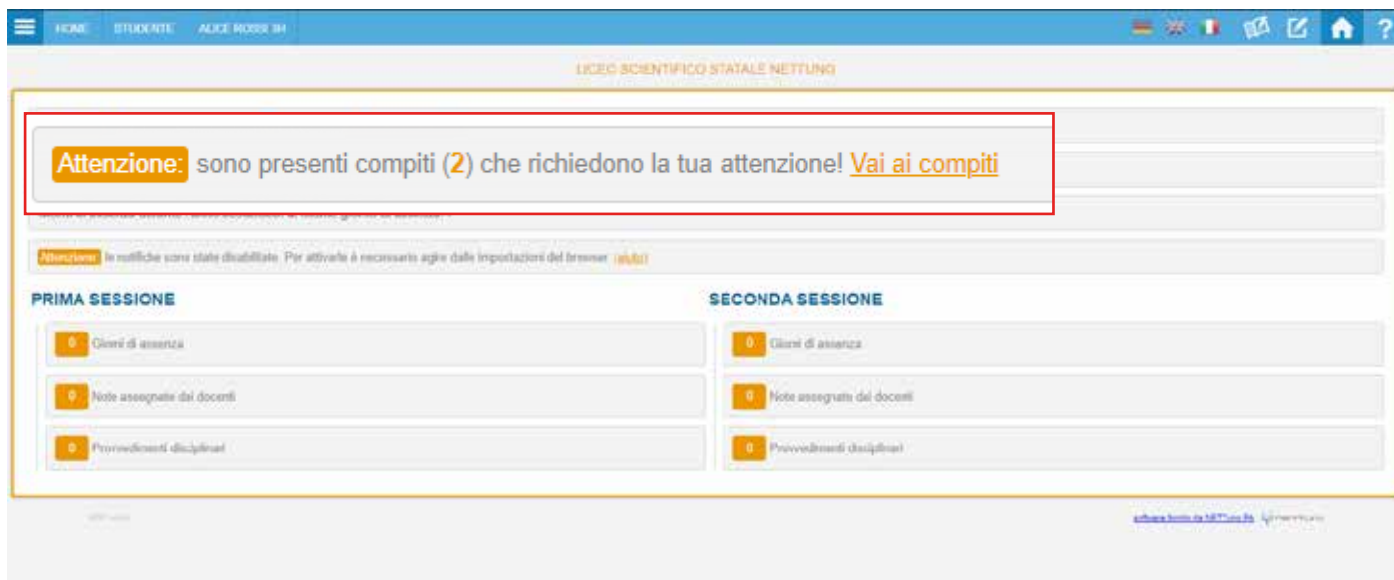 HOME STUDENTE ALICE ROSSI 3H
?
LICEO SCIENTIFICO STATALE NETTUNO
Attenzione: sono presenti compiti (2) che richiedono la tua attenzione! Vai ai compiti
Attenzione: le notifiche sono state disabilitate. Per attivarle è necessario agire dalle impostazioni del browser. (aiuto)
PRIMA SESSIONE
0 Giorni di assenza
0 Note assegnate dai docenti
0 Provvedimenti disciplinari
SECONDA SESSIONE
0 Giorni di assenza
0 Note assegnate dai docenti
0 Provvedimenti disciplinari